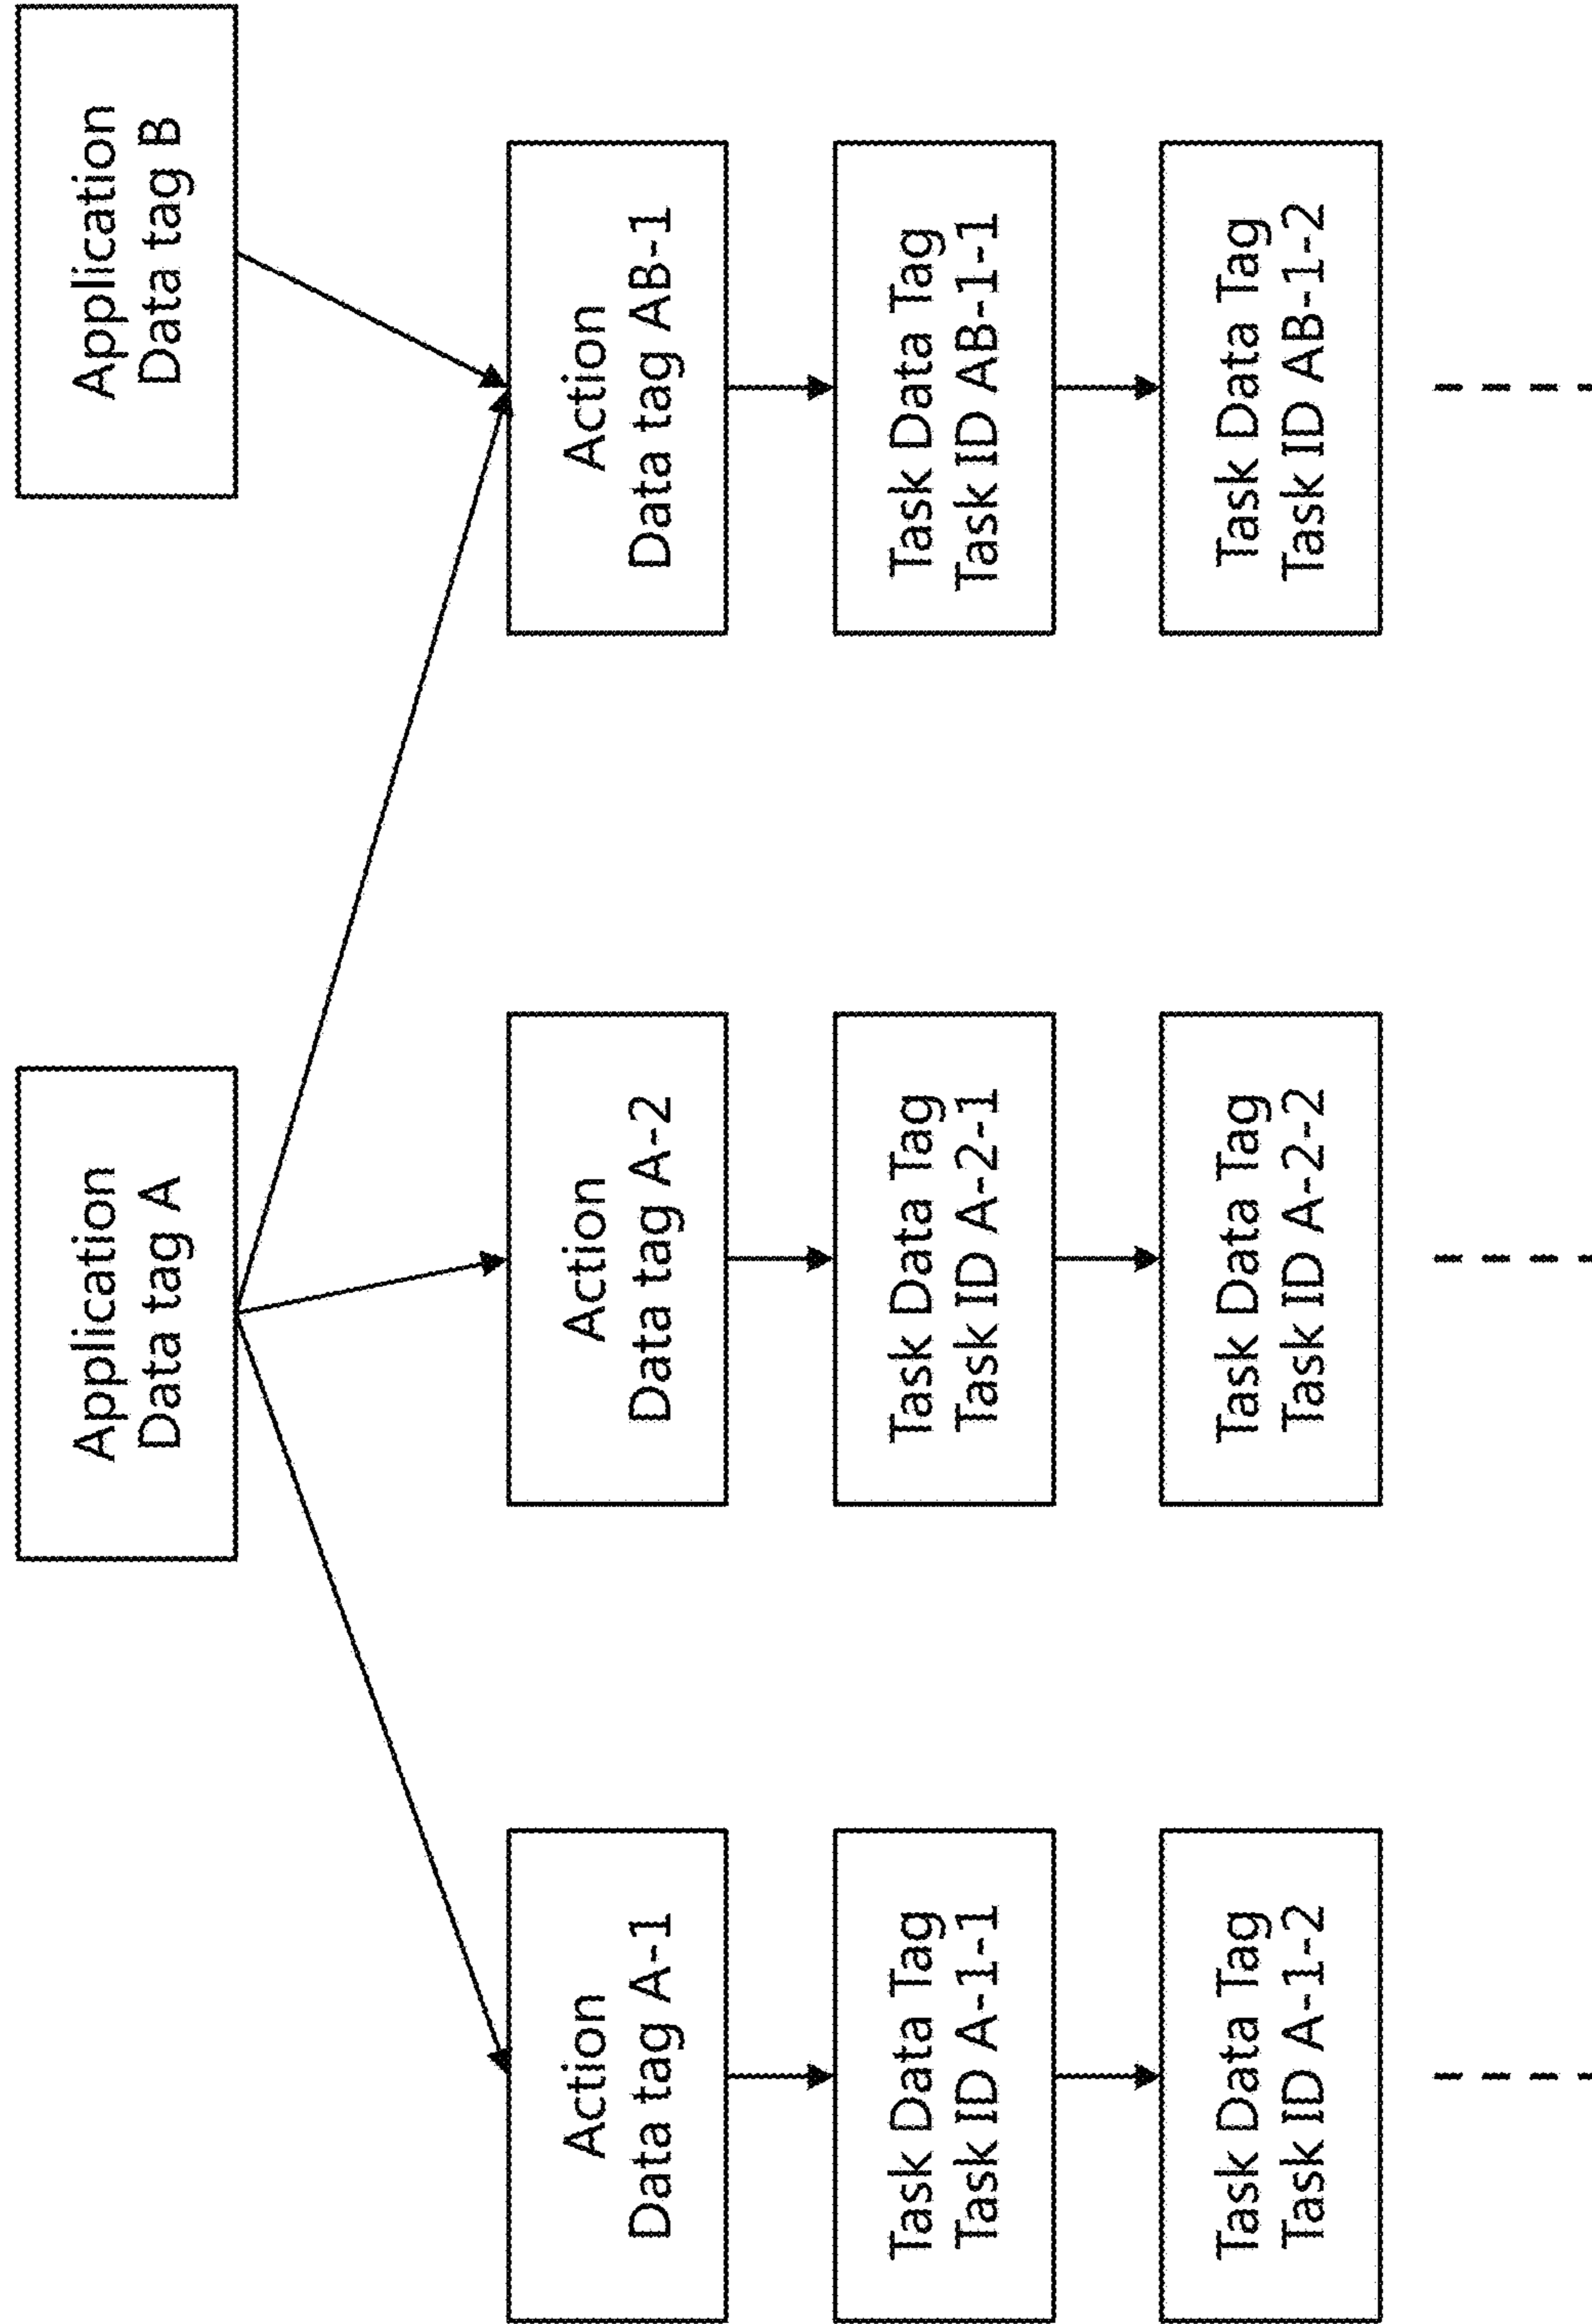 Application
Data tag A
Application
Data tag B
Action
Data tag A-1
Action
Data tag A-2
Action
Data tag AB-1
Task Data Tag
Task ID A-1-1
Task Data Tag
Task ID A-2-1
Task Data Tag
Task ID AB-1-1
Task Data Tag
Task ID A-1-2
Task Data Tag
Task ID A-2-2
Task Data Tag
Task ID AB-1-2